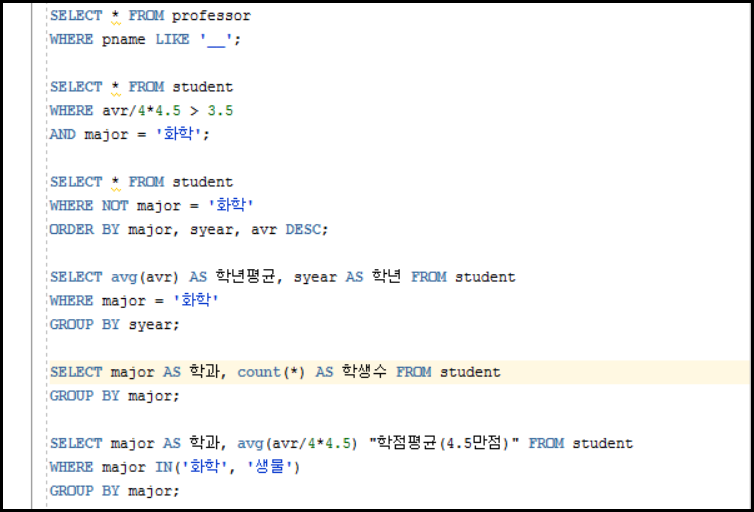 SELECT * FROM professor
WHERE pname LIKE '__';
SELECT * FROM student
WHERE avr/4*4.5 > 3.5
AND major = '화학';
SELECT * FROM student
WHERE NOT major = '화학'
ORDER BY major, syear, avr DESC;
SELECT avg(avr) AS 학년평균, syear AS 학년 FROM student
WHERE major = '화학'
GROUP BY syear;
SELECT major AS 학과, count(*) AS 학생수 FROM student
GROUP BY major;
SELECT major AS 학과, avg(avr/4*4.5) "학점평균(4.5만점)" FROM student
WHERE major IN('화학', '생물')
GROUP BY major;